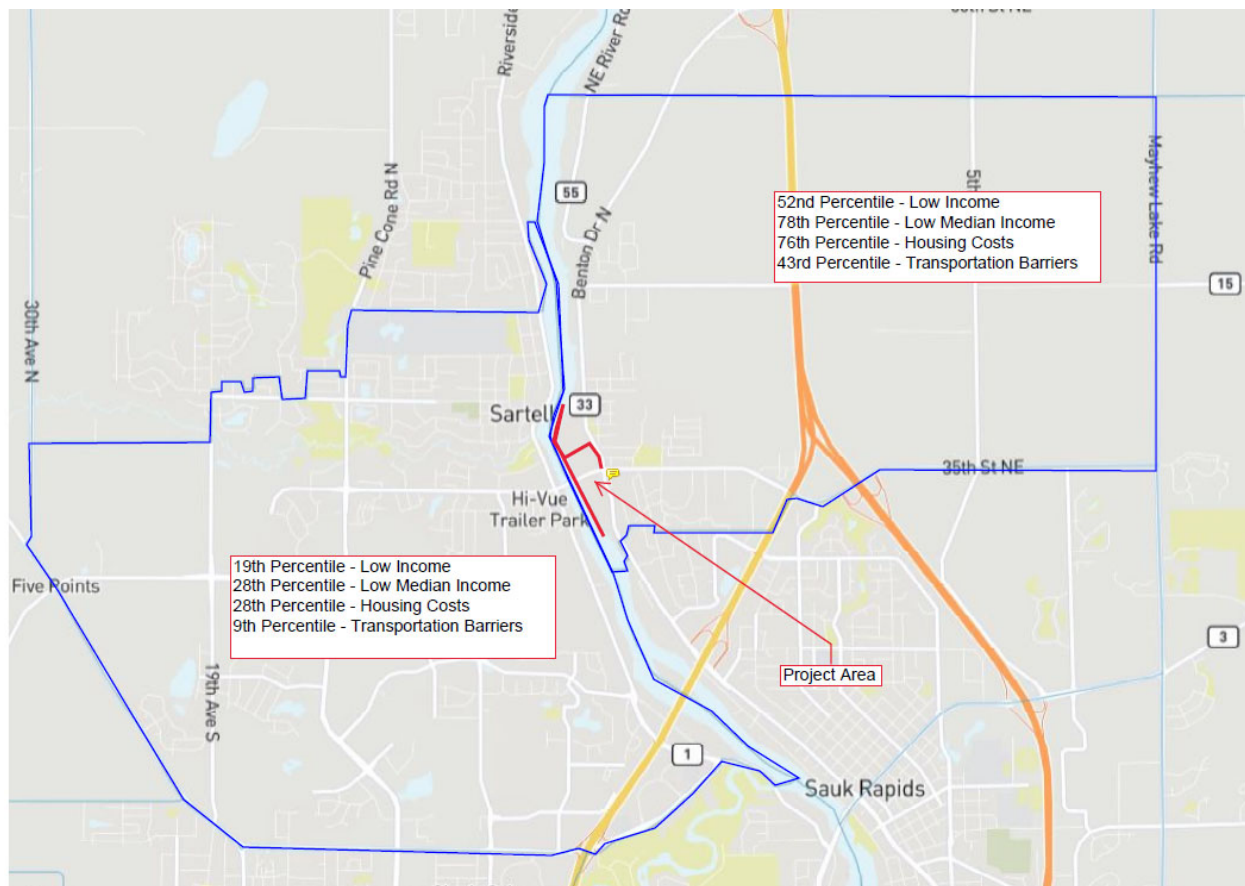 Riverside
NE River Ro
55
Pine Cone Rd N
Benton Dr N
5th
Mayhew Lake Rd
52nd Percentile - Low Income
78th Percentile - Low Median Income
76th Percentile - Housing Costs
43rd Percentile - Transportation Barriers
15
30th Ave N
Sartell
33
35th St NE
Hi-Vue
Trailer Park
19th Percentile - Low Income
28th Percentile - Low Median Income
28th Percentile - Housing Costs
9th Percentile - Transportation Barriers
Five Points
3
19th Ave S
Project Area
1
Sauk Rapids